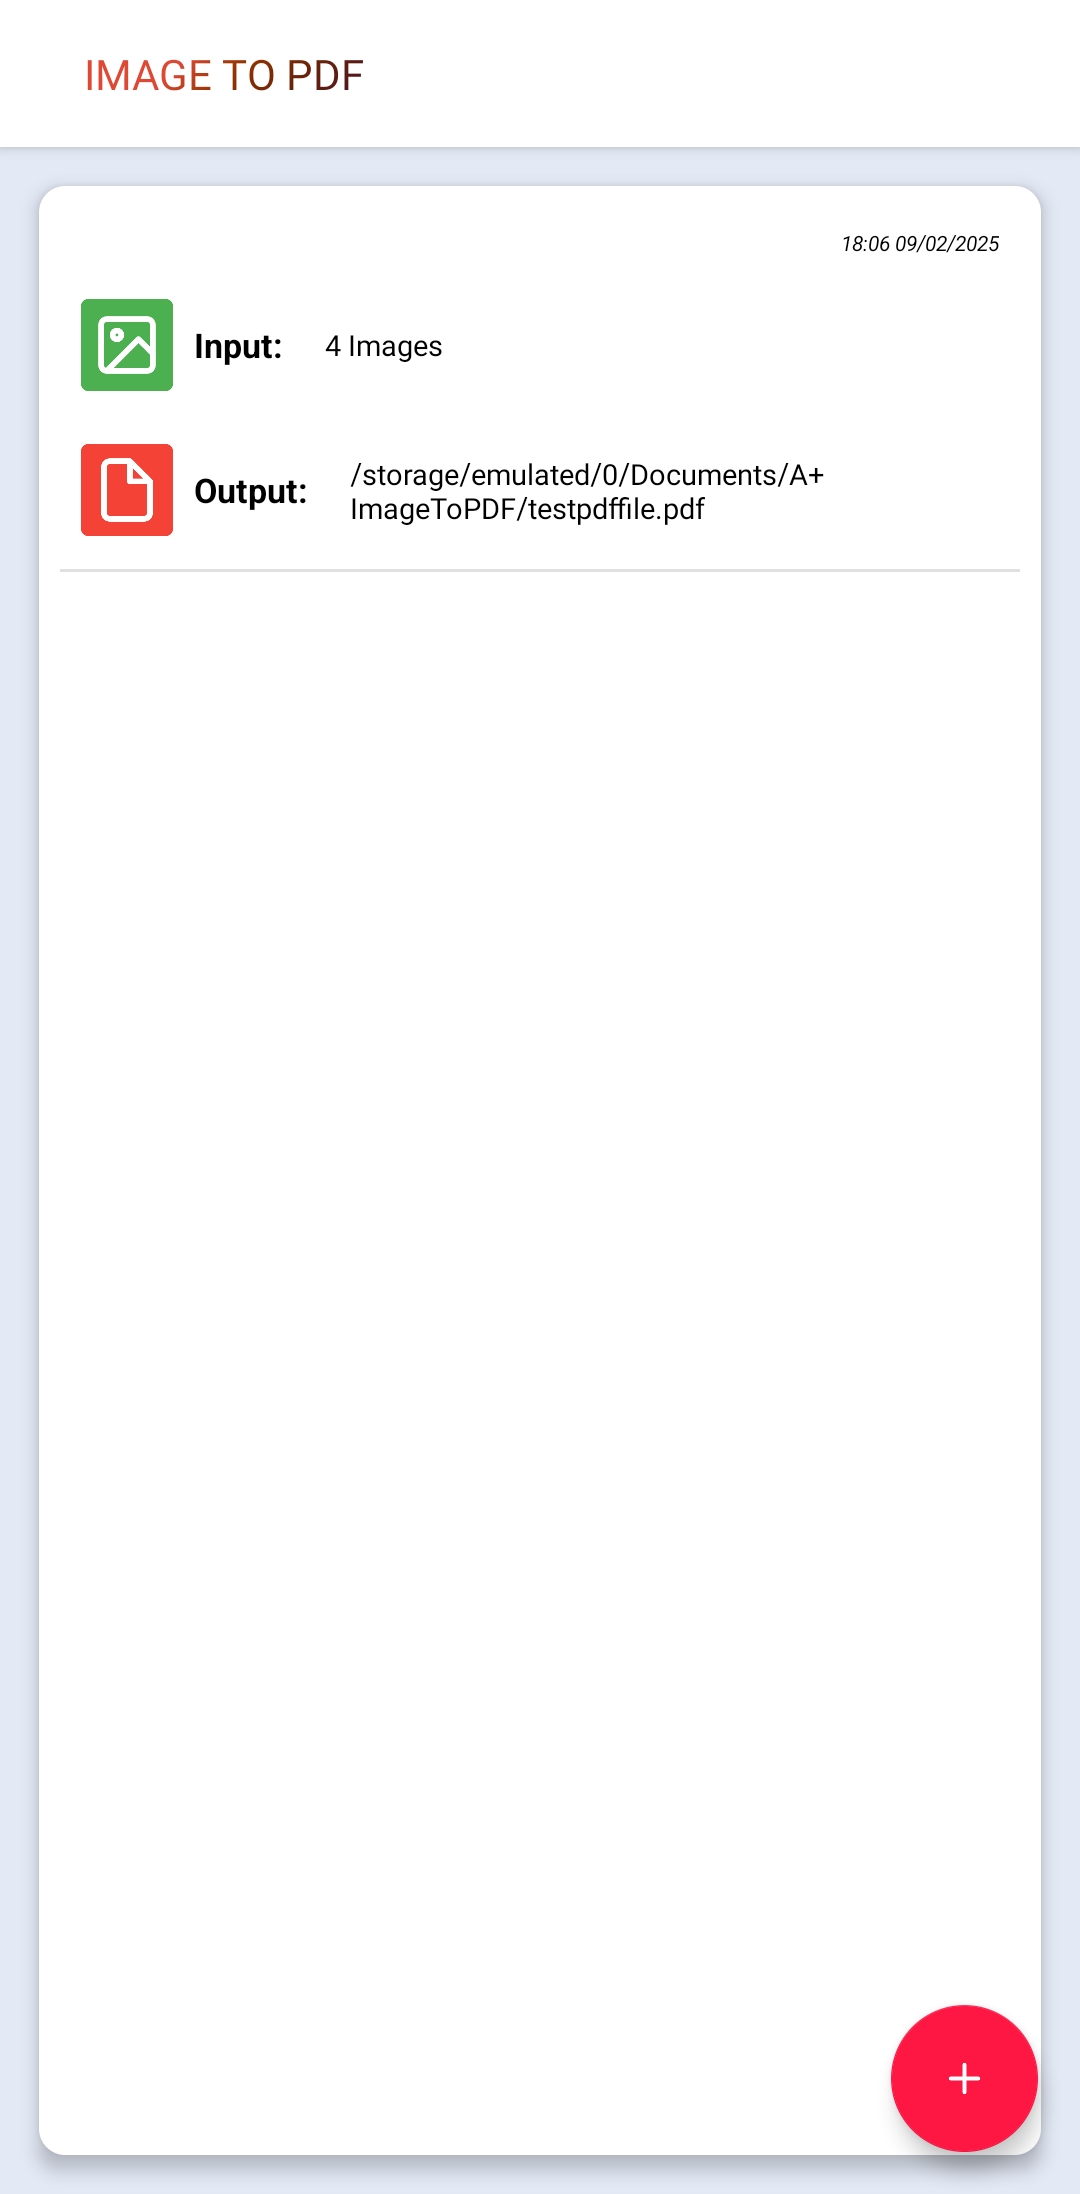 IMAGE TO PDF
18:06 09/02/2025
Input: 4 Images
Output: /storage/emulated/0/Documents/A+
ImageToPDF/testpdffile.pdf